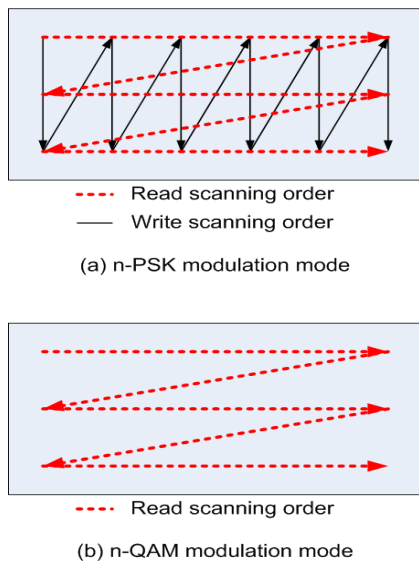 Read scanning order
Write scanning order
(a) n-PSK modulation mode
Read scanning order
(b) n-QAM modulation mode